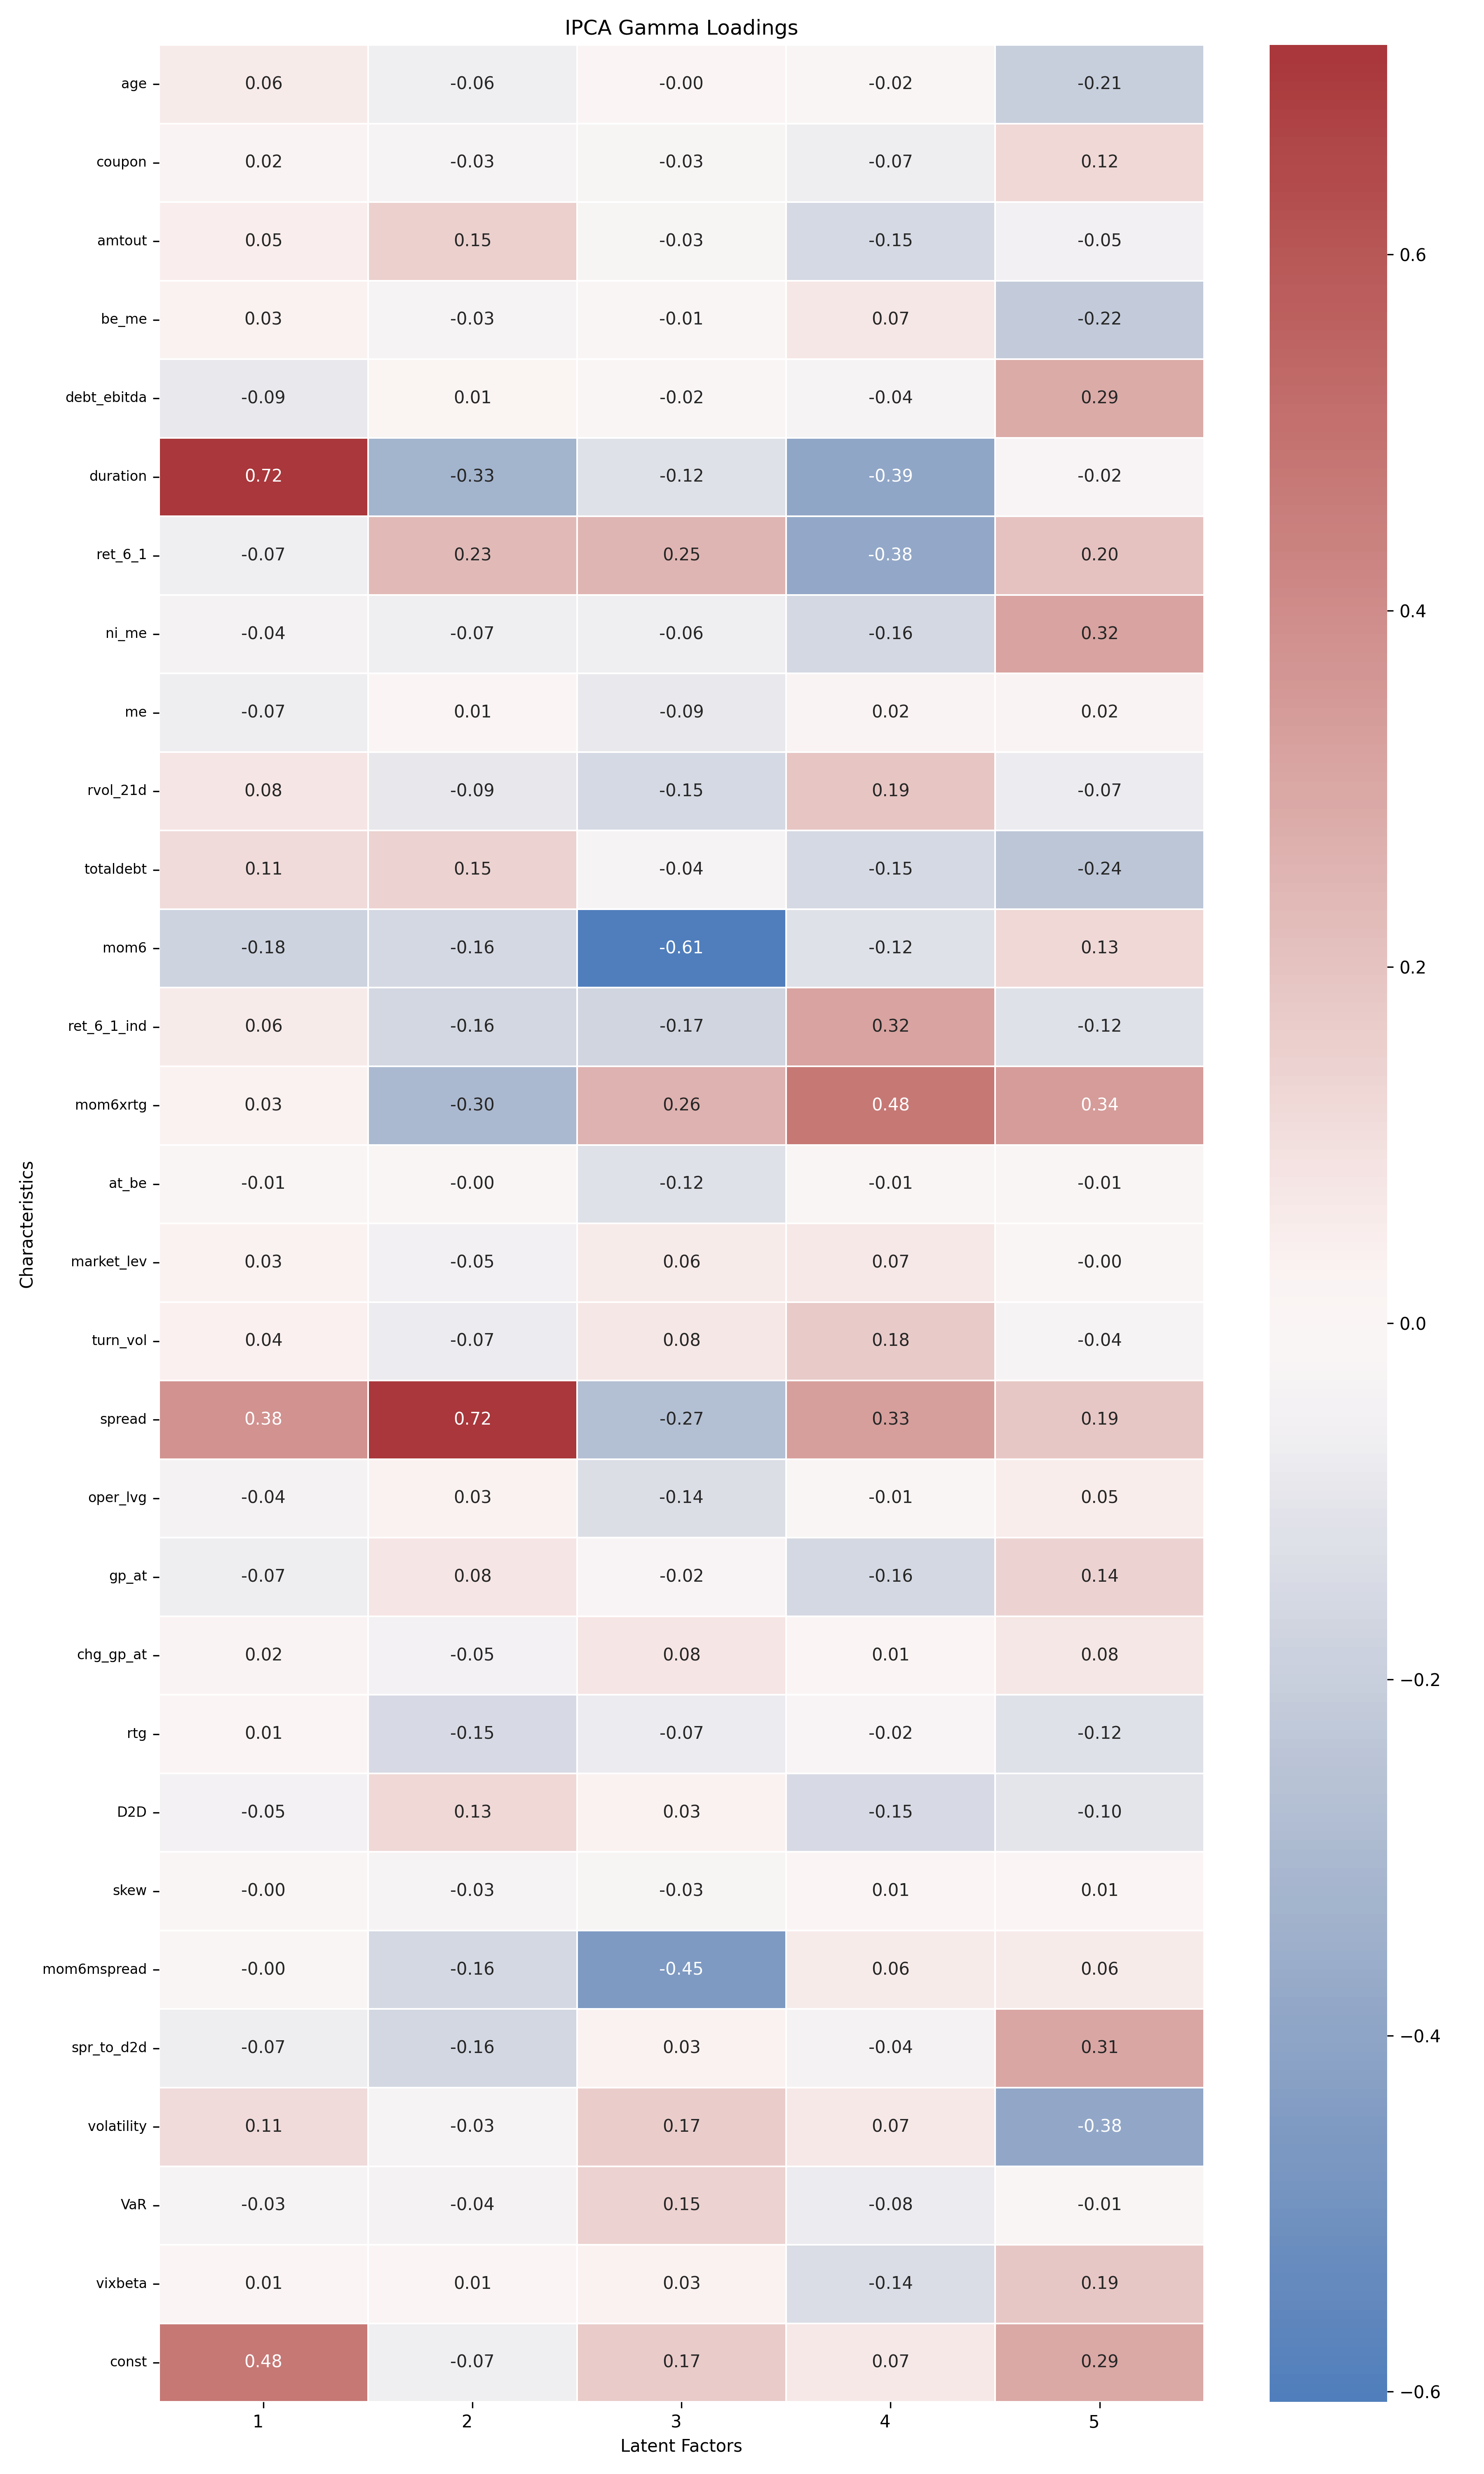 IPCA Gamma Loadings
age 0.06 -0.06 -0.00 -0.02 -0.21
coupon 0.02 -0.03 -0.03 -0.07 0.12
amtout 0.05 0.15 -0.03 -0.15 -0.05
be_me 0.03 -0.03 -0.01 0.07 -0.22
debt_ebitda -0.09 0.01 -0.02 -0.04 0.29
duration 0.72 -0.33 -0.12 -0.39 -0.02
ret_6_1 -0.07 0.23 0.25 -0.38 0.20
ni_me -0.04 -0.07 -0.06 -0.16 0.32
me -0.07 0.01 -0.09 0.02 0.02
rvol_21d 0.08 -0.09 -0.15 0.19 -0.07
totaldebt 0.11 0.15 -0.04 -0.15 -0.24
mom6 -0.18 -0.16 -0.61 -0.12 0.13
ret_6_1_ind 0.06 -0.16 -0.17 0.32 -0.12
mom6xrtg 0.03 -0.30 0.26 0.48 0.34
at_be -0.01 -0.00 -0.12 -0.01 -0.01
market_lev 0.03 -0.05 0.06 0.07 -0.00
turn_vol 0.04 -0.07 0.08 0.18 -0.04
spread 0.38 0.72 -0.27 0.33 0.19
oper_lvg -0.04 0.03 -0.14 -0.01 0.05
gp_at -0.07 0.08 -0.02 -0.16 0.14
chg_gp_at 0.02 -0.05 0.08 0.01 0.08
rtg 0.01 -0.15 -0.07 -0.02 -0.12
D2D -0.05 0.13 0.03 -0.15 -0.10
skew -0.00 -0.03 -0.03 0.01 0.01
mom6mspread -0.00 -0.16 -0.45 0.06 0.06
spr_to_d2d -0.07 -0.16 0.03 -0.04 0.31
volatility 0.11 -0.03 0.17 0.07 -0.38
VaR -0.03 -0.04 0.15 -0.08 -0.01
vixbeta 0.01 0.01 0.03 -0.14 0.19
const 0.48 -0.07 0.17 0.07 0.29
1 2 3 4 5
Latent Factors
Characteristics
0.6
0.4
0.2
0.0
−0.2
−0.4
−0.6